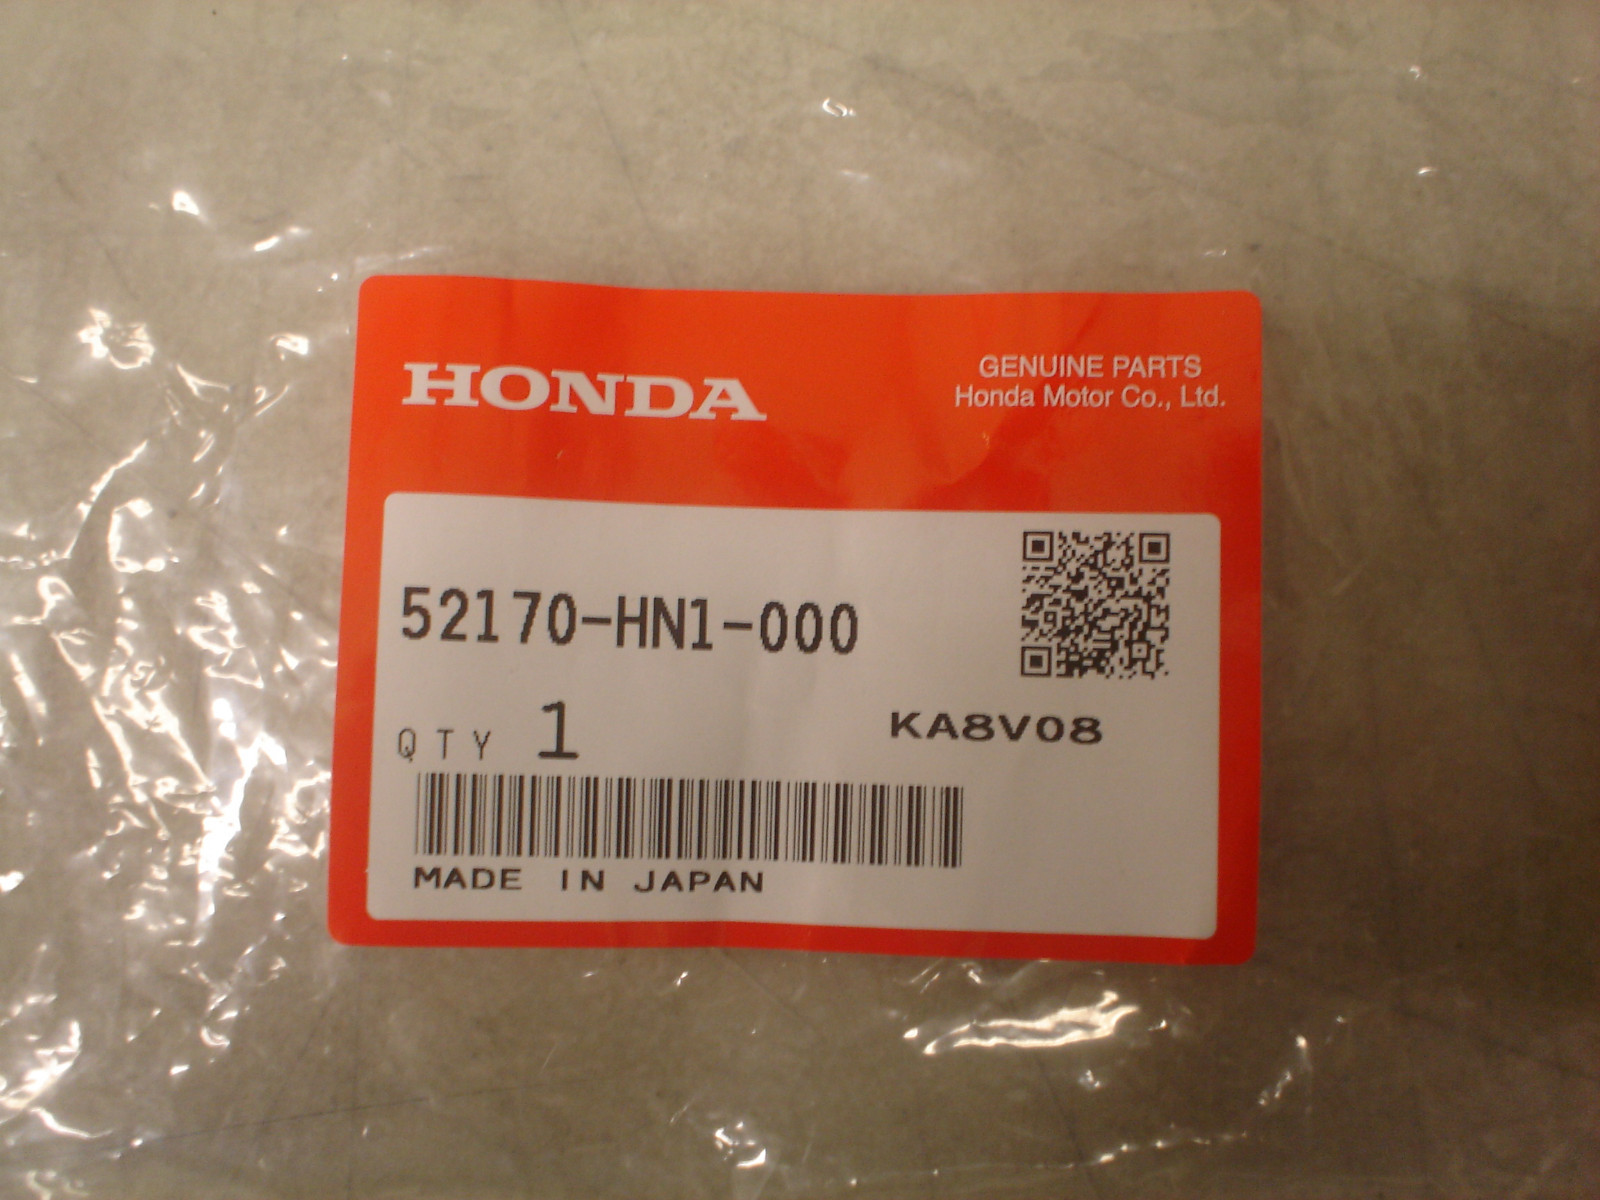 HONDA
GENUINE PARTS
Honda Motor Co., Ltd.
52170-HN1-000
QTY 1
KA8V08
MADE IN JAPAN